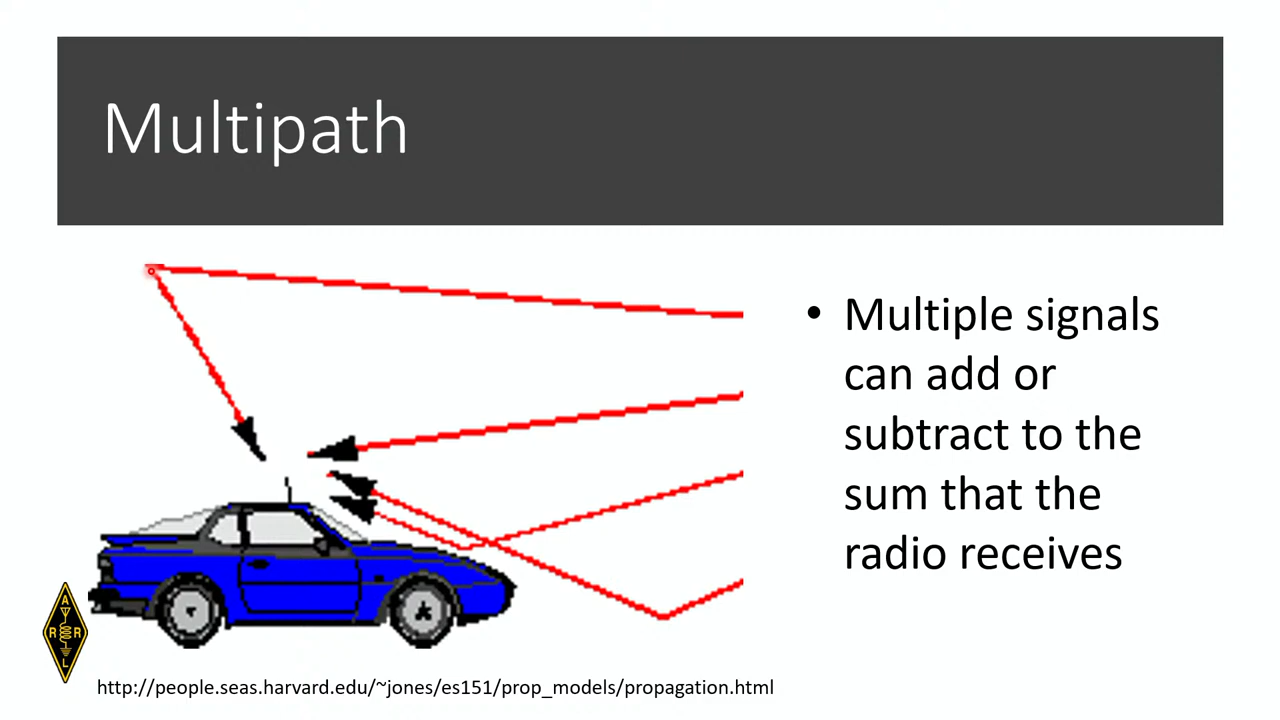 Multipath
• Multiple signals
can add or
subtract to the
sum that the
radio receives
A
R R
L
http://people.seas.harvard.edu/~jones/es151/prop_models/propagation.html